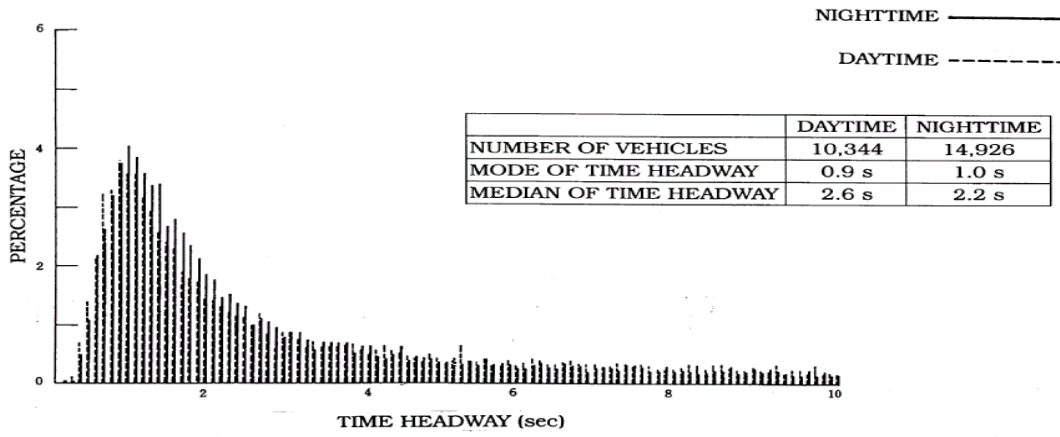 NIGHTTIME
DAYTIME
6
4
2
0
PERCENTAGE
DAYTIME NIGHTTIME
NUMBER OF VEHICLES 10,344 14,926
MODE OF TIME HEADWAY 0.9 s 1.0 s
MEDIAN OF TIME HEADWAY 2.6 s 2.2 s
2 4 6 8 10
TIME HEADWAY (sec)